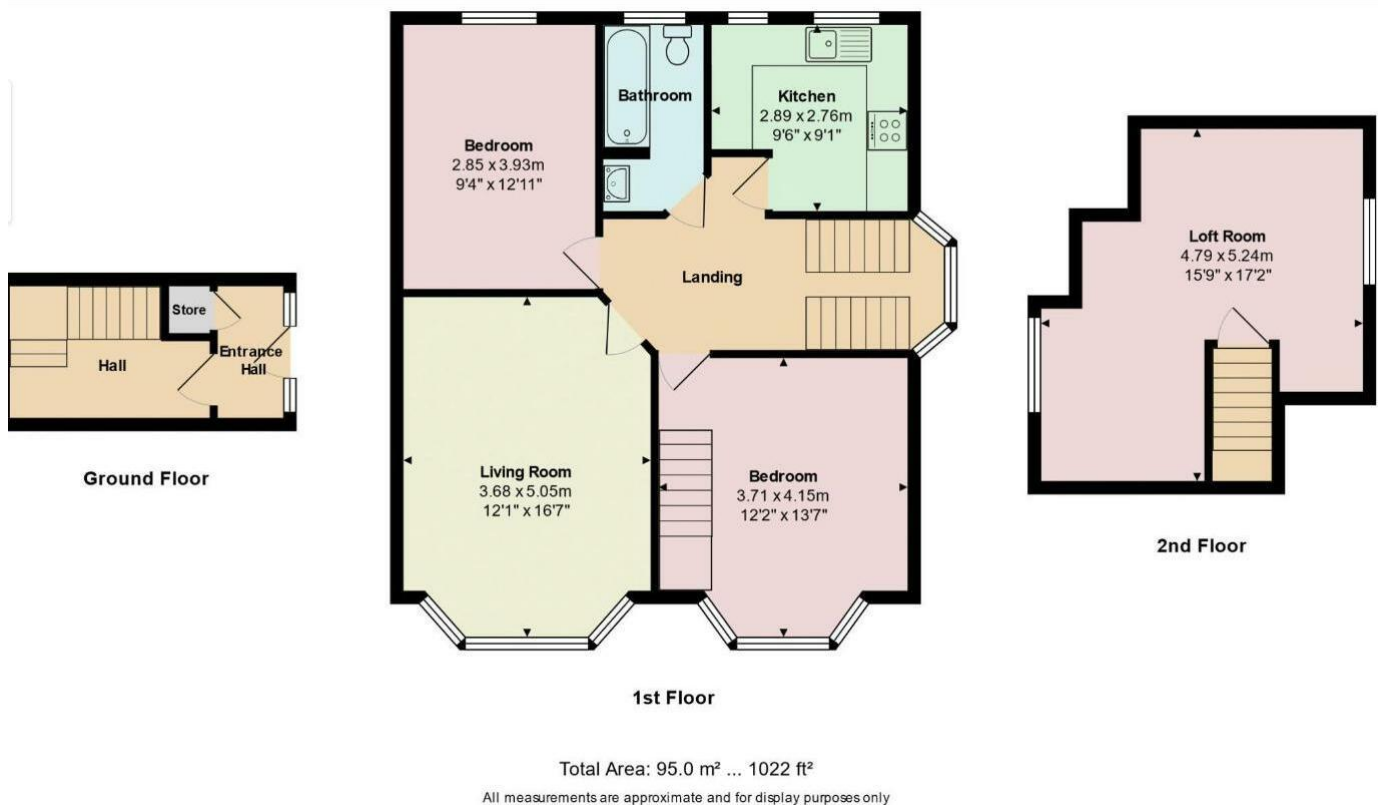 Bedroom
2.85 x 3.93m
9'4" x 12'11"
Bathroom
Kitchen
2.89 x 2.76m
9'6" x 9'1"
Landing
Living Room
3.68 x 5.05m
12'1" x 16'7"
Bedroom
3.71 x 4.15m
12'2" x 13'7"
1st Floor
Store
Entrance
Hall
Hall
Ground Floor
Loft Room
4.79 x 5.24m
15'9" x 17'2"
2nd Floor
Total Area: 95.0 m² ... 1022 ft²
All measurements are approximate and for display purposes only